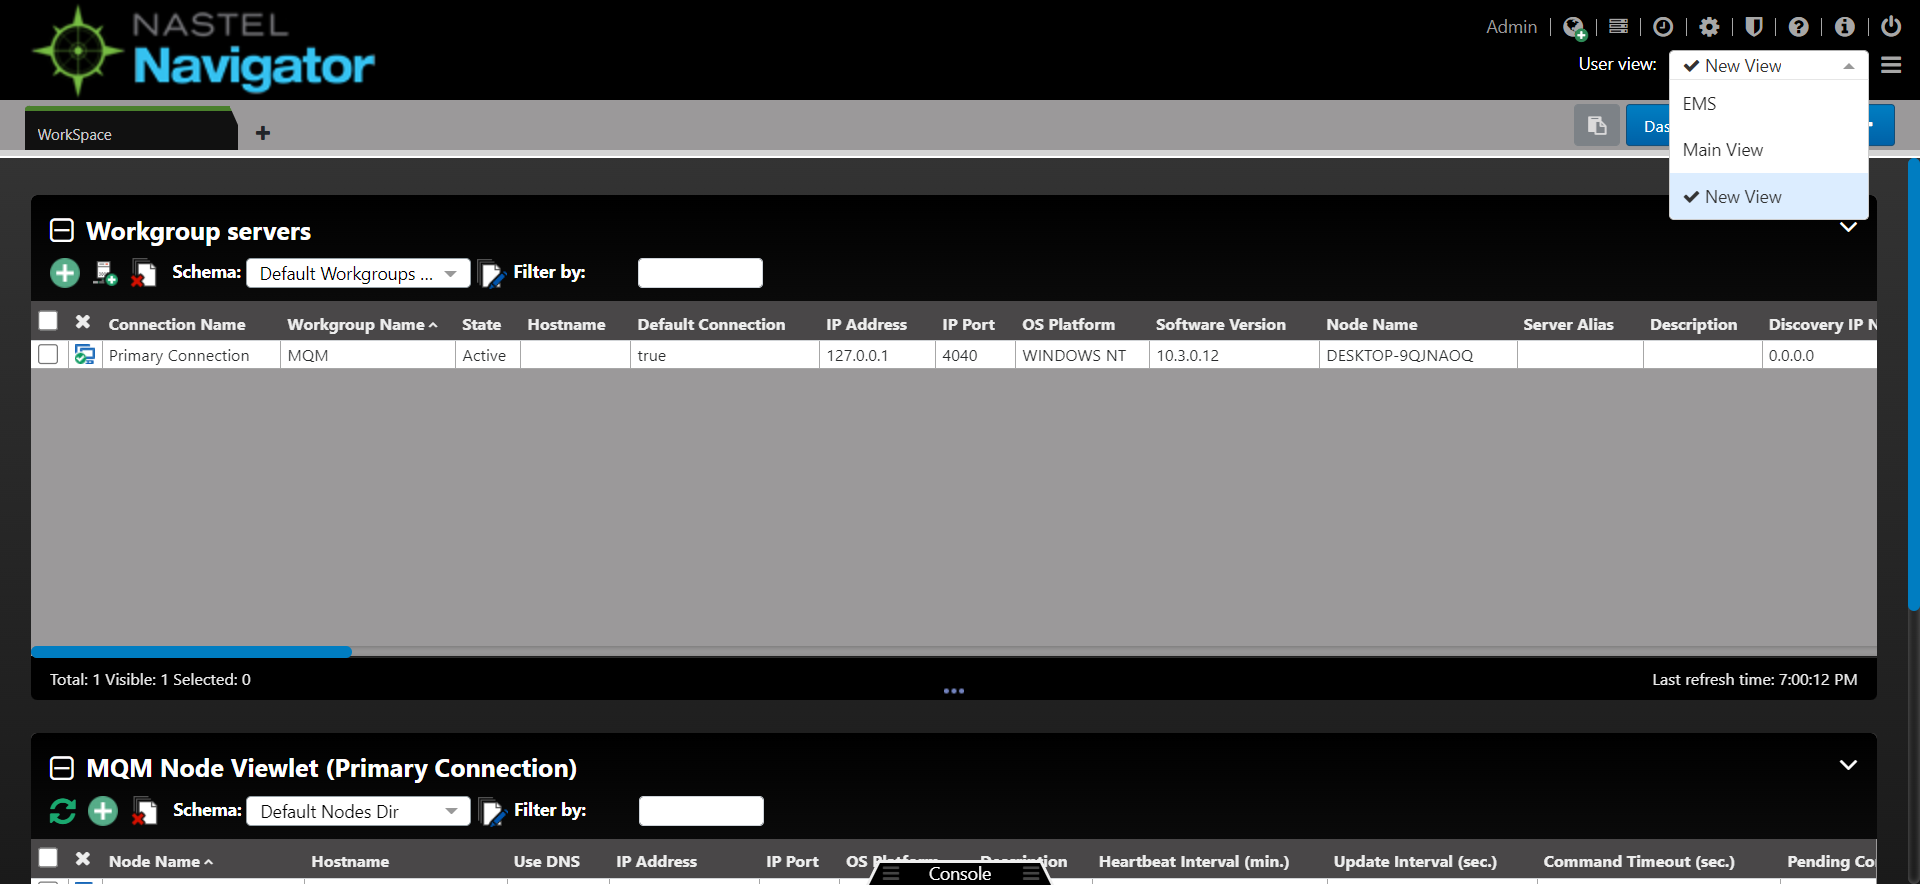 NASTEL
Navigator
Admin
User view: New View
EMS
Main View
New View
WorkSpace
Das
Workgroup servers
Schema: Default Workgroups ... Filter by:
Connection Name Workgroup Name State Hostname Default Connection IP Address IP Port OS Platform Software Version Node Name Server Alias Description Discovery IP N
Primary Connection MQM Active true 127.0.0.1 4040 WINDOWS NT 10.3.0.12 DESKTOP-9QJNAOQ 0.0.0.0
Total: 1 Visible: 1 Selected: 0
Last refresh time: 7:00:12 PM
MQM Node Viewlet (Primary Connection)
Schema: Default Nodes Dir Filter by:
Node Name Hostname Use DNS IP Address IP Port OS Platform Description Heartbeat Interval (min.) Update Interval (sec.) Command Timeout (sec.) Pending Co
Console